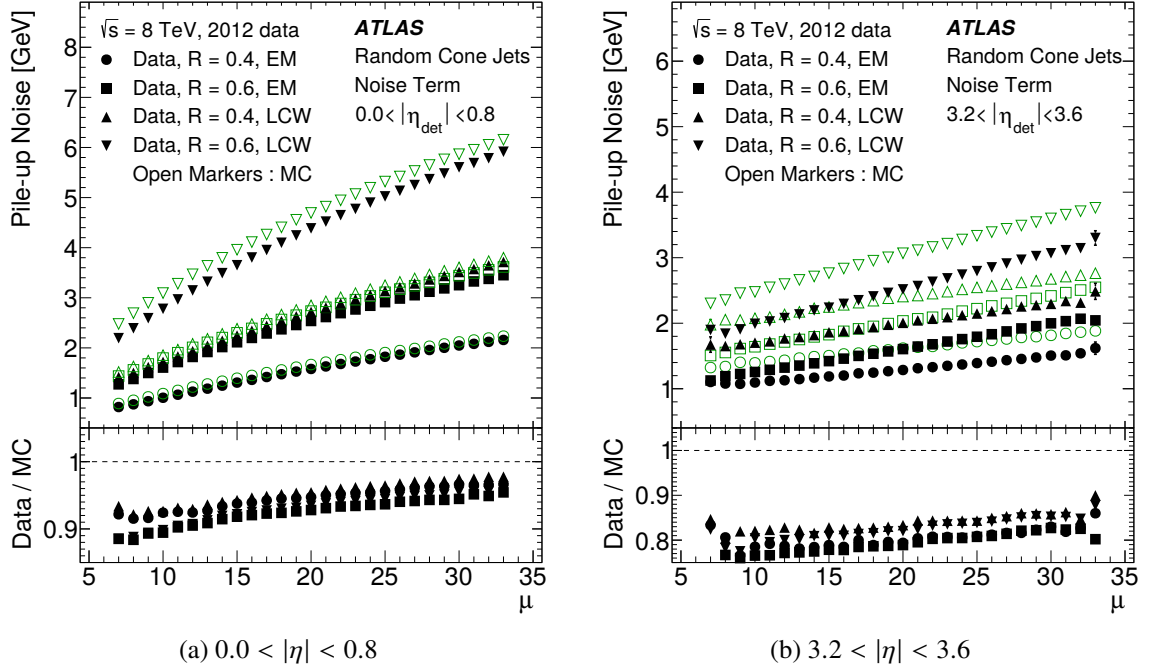 √s = 8 TeV, 2012 data
Data, R = 0.4, EM
Data, R = 0.6, EM
Data, R = 0.4, LCW
Data, R = 0.6, LCW
Open Markers : MC
ATLAS
Random Cone Jets
Noise Term
0.0< |η_det| <0.8
Pile-up Noise [GeV]
8
7
6
5
4
3
2
1
Data / MC
1
0.9
5 10 15 20 25 30 35
μ
(a) 0.0 < |η| < 0.8
√s = 8 TeV, 2012 data
Data, R = 0.4, EM
Data, R = 0.6, EM
Data, R = 0.4, LCW
Data, R = 0.6, LCW
Open Markers : MC
ATLAS
Random Cone Jets
Noise Term
3.2< |η_det| <3.6
Pile-up Noise [GeV]
6
5
4
3
2
1
Data / MC
1
0.9
0.8
5 10 15 20 25 30 35
μ
(b) 3.2 < |η| < 3.6